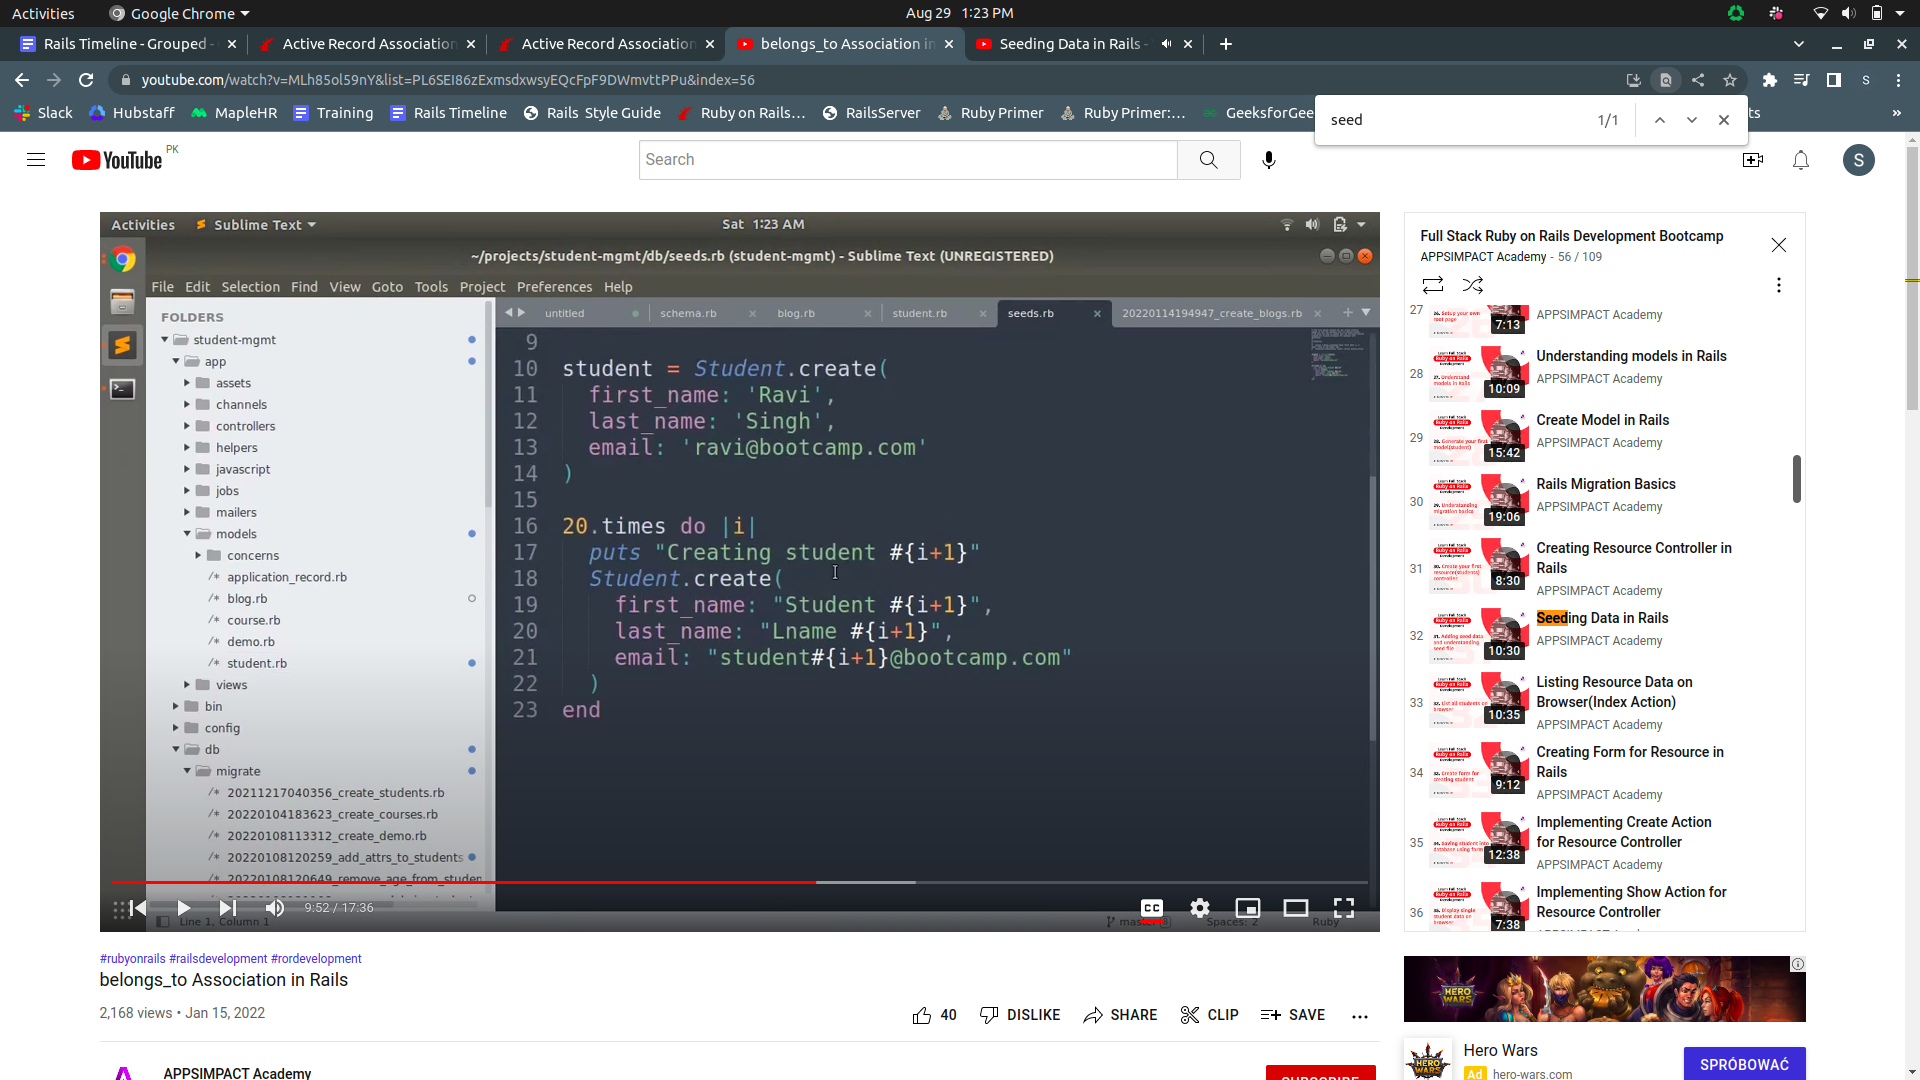 Activities
Google Chrome
Aug 29 1:23 PM
Rails Timeline - Grouped -
Active Record Association
Active Record Association
belongs_to Association in
Seeding Data in Rails -
youtube.com/watch?v=MLh85ol59nY&list=PL6SEI86zExmsdxwsyEQcFpF9DWmvttPPu&index=56
S
Slack
Hubstaff
MapleHR
Training
Rails Timeline
Rails Style Guide
Ruby on Rails...
RailsServer
Ruby Primer
Ruby Primer:...
GeeksforGee
ts
»
seed
1/1
YouTube PK
Search
S
Activities
Sublime Text
Sat 1:23 AM
~/projects/student-mgmt/db/seeds.rb (student-mgmt) - Sublime Text (UNREGISTERED)
File Edit Selection Find View Goto Tools Project Preferences Help
FOLDERS
student-mgmt
app
assets
channels
controllers
helpers
javascript
jobs
mailers
models
concerns
/* application_record.rb
/* blog.rb
/* course.rb
/* demo.rb
/* student.rb
views
bin
config
db
migrate
/* 20211217040356_create_students.rb
/* 20220104183623_create_courses.rb
/* 20220108113312_create_demo.rb
/* 20220108120259_add_attrs_to_students
/* 20220108120649_remove_age_from_studen
untitled
schema.rb
blog.rb
student.rb
seeds.rb
20220114194947_create_blogs.rb
9
10 student = Student.create(
11 first_name: 'Ravi',
12 last_name: 'Singh',
13 email: 'ravi@bootcamp.com'
14 )
15
16 20.times do |i|
17 puts "Creating student #{i+1}"
18 Student.create(
19 first_name: "Student #{i+1}",
20 last_name: "Lname #{i+1}",
21 email: "student#{i+1}@bootcamp.com"
22 )
23 end
9:52 / 17:36
CC
Line 1, Column 1
Spaces: 2
Ruby
#rubyonrails #railsdevelopment #rordevelopment
belongs_to Association in Rails
2,168 views • Jan 15, 2022
40
DISLIKE
SHARE
CLIP
SAVE
APPSIMPACT Academy
SUBSCRIBE
Full Stack Ruby on Rails Development Bootcamp
APPSIMPACT Academy - 56 / 109
27
7:13
APPSIMPACT Academy
28
10:09
Understanding models in Rails
APPSIMPACT Academy
29
15:42
Create Model in Rails
APPSIMPACT Academy
30
19:06
Rails Migration Basics
APPSIMPACT Academy
31
8:30
Creating Resource Controller in
Rails
APPSIMPACT Academy
32
10:30
Seeding Data in Rails
APPSIMPACT Academy
33
10:35
Listing Resource Data on
Browser(Index Action)
APPSIMPACT Academy
34
9:12
Creating Form for Resource in
Rails
APPSIMPACT Academy
35
12:38
Implementing Create Action
for Resource Controller
APPSIMPACT Academy
36
7:38
Implementing Show Action for
Resource Controller
HERO
WARS
Hero Wars
Ad hero-wars.com
SPRÓBOWAĆ